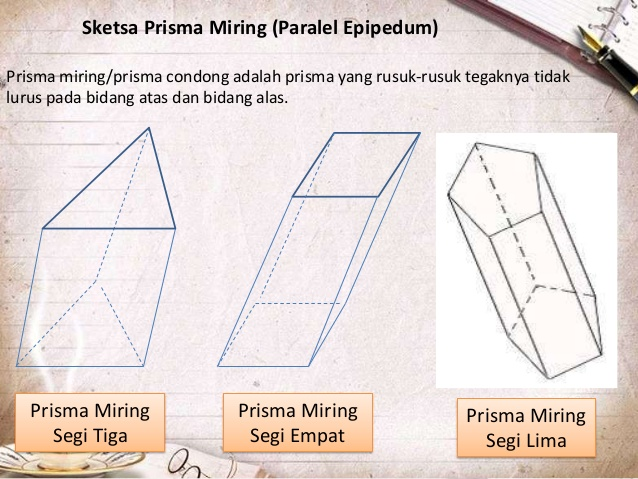 Sketsa Prisma Miring (Paralel Epipedum)
Prisma miring/prisma condong adalah prisma yang rusuk-rusuk tegaknya tidak
lurus pada bidang atas dan bidang alas.
Prisma Miring
Segi Tiga
Prisma Miring
Segi Empat
Prisma Miring
Segi Lima